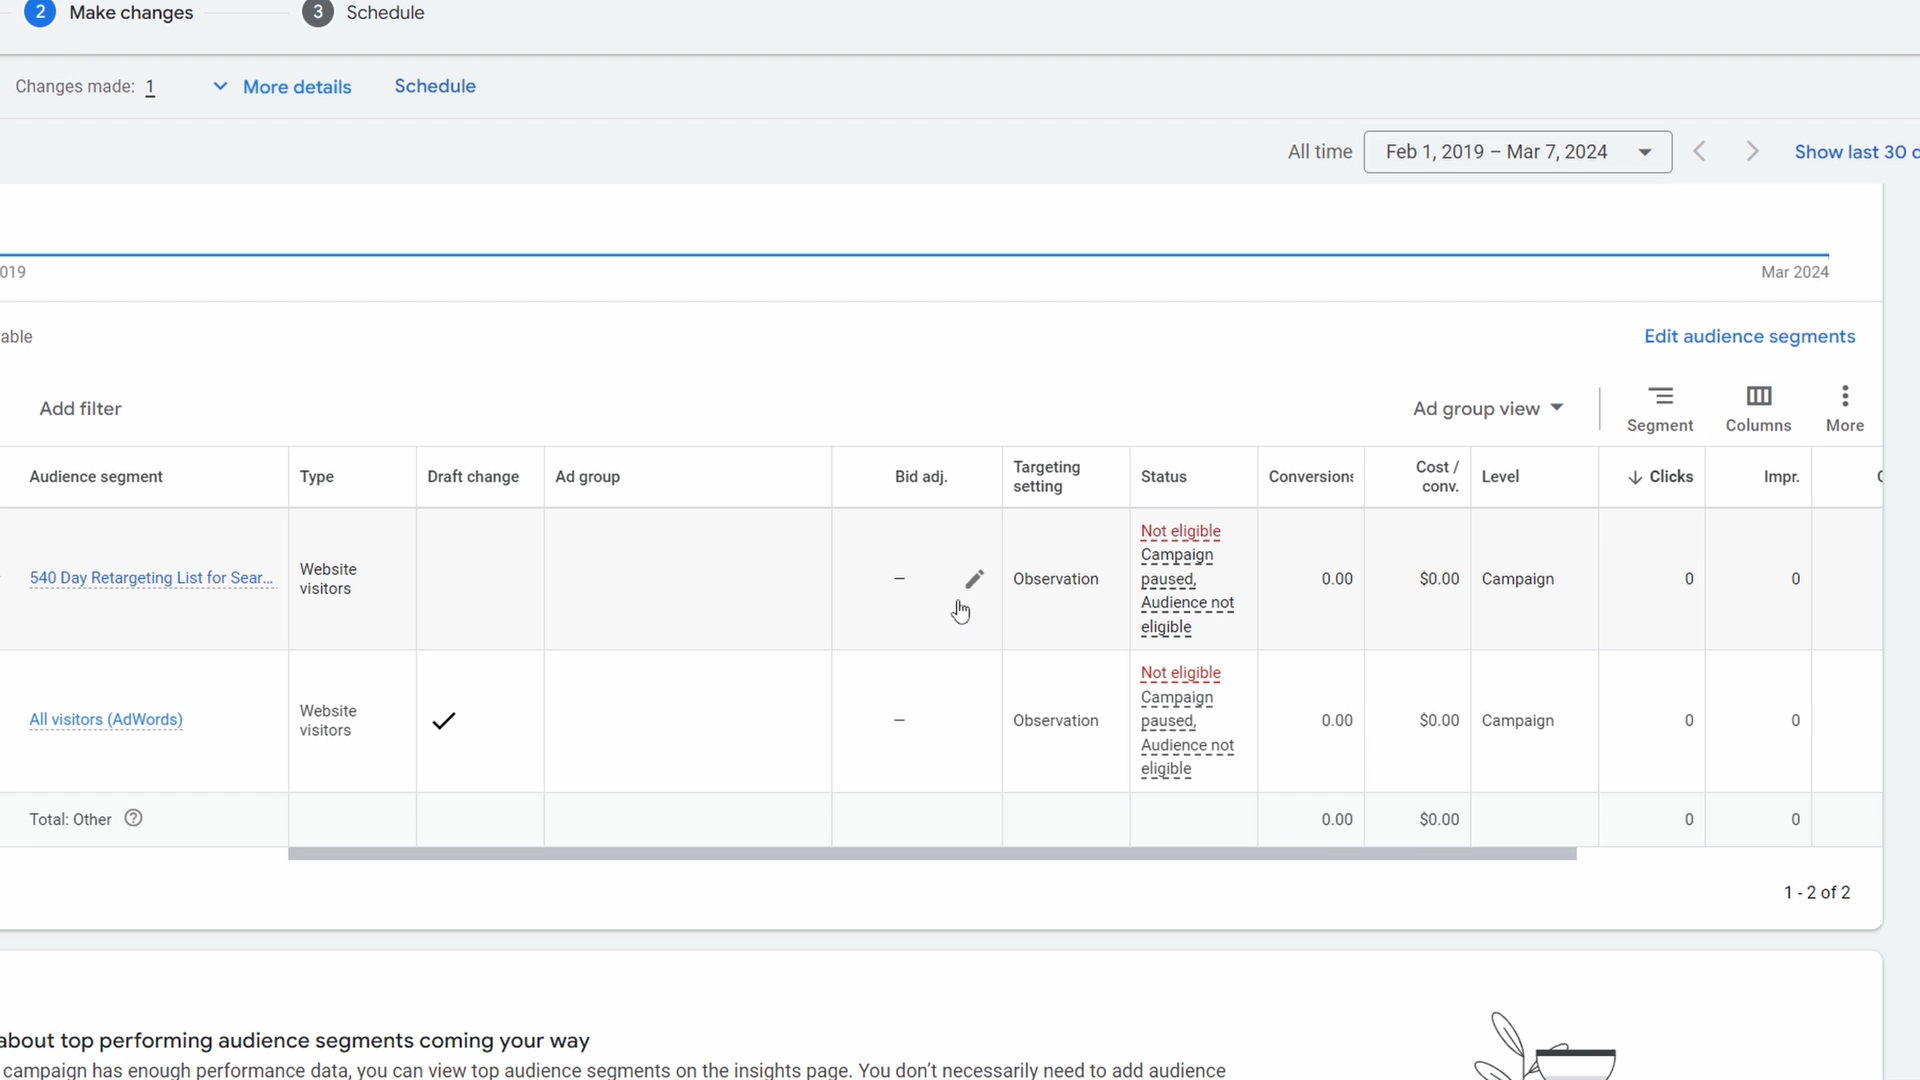 2 Make changes 3 Schedule
Changes made: 1 More details Schedule
All time Feb 1, 2019 – Mar 7, 2024 Show last 30 d
019 Mar 2024
able Edit audience segments
Add filter Ad group view Segment Columns More
Audience segment Type Draft change Ad group Bid adj. Targeting setting Status Conversions Cost / conv. Level Clicks Impr.
540 Day Retargeting List for Sear... Website visitors – Observation Not eligible Campaign paused, Audience not eligible 0.00 $0.00 Campaign 0 0
All visitors (AdWords) Website visitors – Observation Not eligible Campaign paused, Audience not eligible 0.00 $0.00 Campaign 0 0
Total: Other ? 0.00 $0.00 0 0
1 - 2 of 2
about top performing audience segments coming your way
campaign has enough performance data, you can view top audience segments on the insights page. You don't necessarily need to add audience